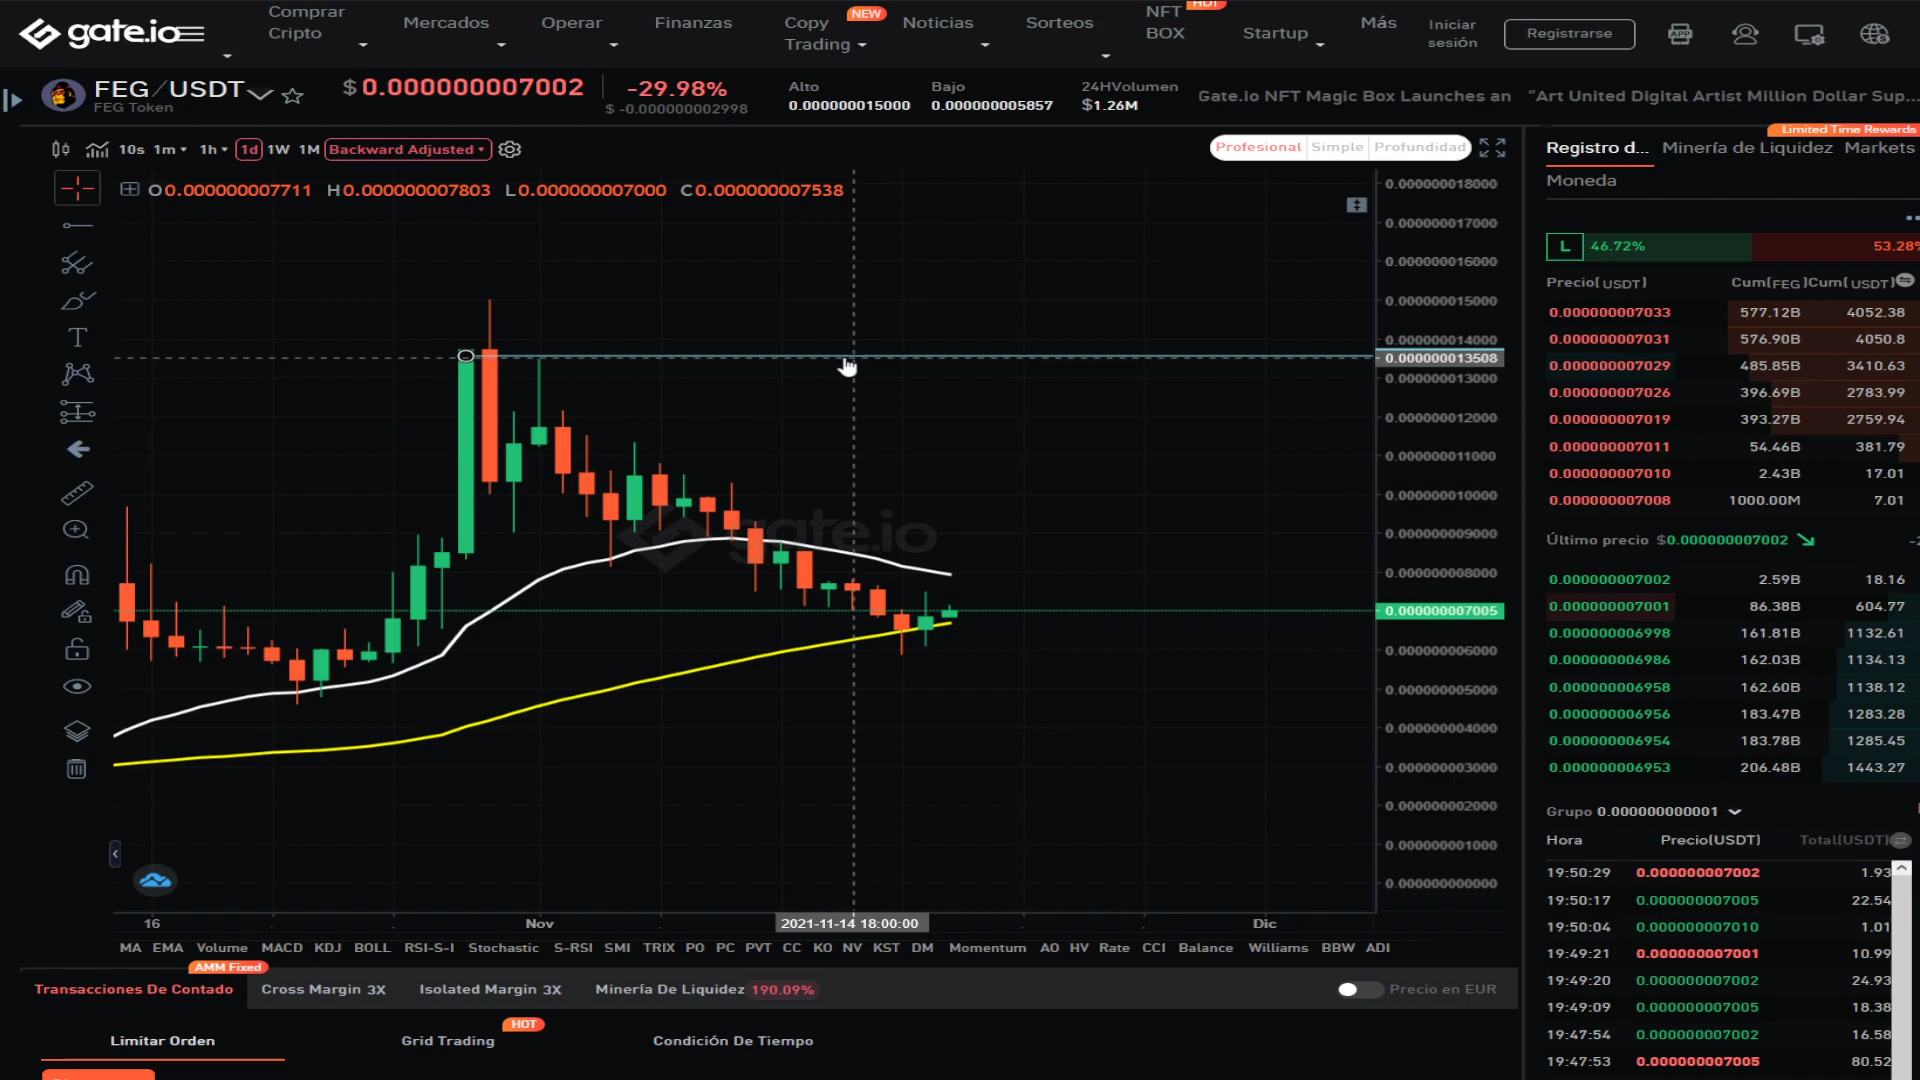 gate.io
Comprar Cripto
Mercados
Operar
Finanzas
Copy Trading
NEW
Noticias
Sorteos
NFT BOX
HOT
Startup
Más
Iniciar sesión
Registrarse
APP
FEG/USDT
FEG Token
$ 0.000000007002
-29.98%
$ -0.000000002998
Alto
0.000000015000
Bajo
0.000000005857
24HVolumen
$1.26M
Gate.io NFT Magic Box Launches an
“Art United Digital Artist Million Dollar Sup...
10s 1m 1h 1d 1W 1M Backward Adjusted
Profesional Simple Profundidad
O0.000000007711 H0.000000007803 L0.000000007000 C0.000000007538
T
gate.io
0.000000018000
0.000000017000
0.000000016000
0.000000015000
0.000000014000
0.000000013508
0.000000013000
0.000000012000
0.000000011000
0.000000010000
0.000000009000
0.000000008000
0.000000007005
0.000000006000
0.000000005000
0.000000004000
0.000000003000
0.000000002000
0.000000001000
0.000000000000
16 Nov 2021-11-14 18:00:00 Dic
MA EMA Volume MACD KDJ BOLL RSI-S-I Stochastic S-RSI SMI TRIX PO PC PVT CC KO NV KST DM Momentum AO HV Rate CCI Balance Williams BBW ADI
AMM Fixed
Transacciones De Contado Cross Margin 3X Isolated Margin 3X Minería De Liquidez 190.09% Precio en EUR
HOT
Limitar Orden Grid Trading Condición De Tiempo
Limited Time Rewards
Registro d... Minería de Liquidez Markets
Moneda
L 46.72% 53.28%
Precio(USDT) Cum(FEG) Cum(USDT)
0.000000007033 577.12B 4052.38
0.000000007031 576.90B 4050.8
0.000000007029 485.85B 3410.63
0.000000007026 396.69B 2783.99
0.000000007019 393.27B 2759.94
0.000000007011 54.46B 381.79
0.000000007010 2.43B 17.01
0.000000007008 1000.00M 7.01
Último precio $0.000000007002
0.000000007002 2.59B 18.16
0.000000007001 86.38B 604.77
0.000000006998 161.81B 1132.61
0.000000006986 162.03B 1134.13
0.000000006958 162.60B 1138.12
0.000000006956 183.47B 1283.28
0.000000006954 183.78B 1285.45
0.000000006953 206.48B 1443.27
Grupo 0.000000000001
Hora Precio(USDT) Total(USDT)
19:50:29 0.000000007002 1.93
19:50:17 0.000000007005 22.54
19:50:04 0.000000007010 1.01
19:49:21 0.000000007001 10.99
19:49:20 0.000000007002 24.93
19:49:09 0.000000007005 18.38
19:47:54 0.000000007002 16.58
19:47:53 0.000000007005 80.52